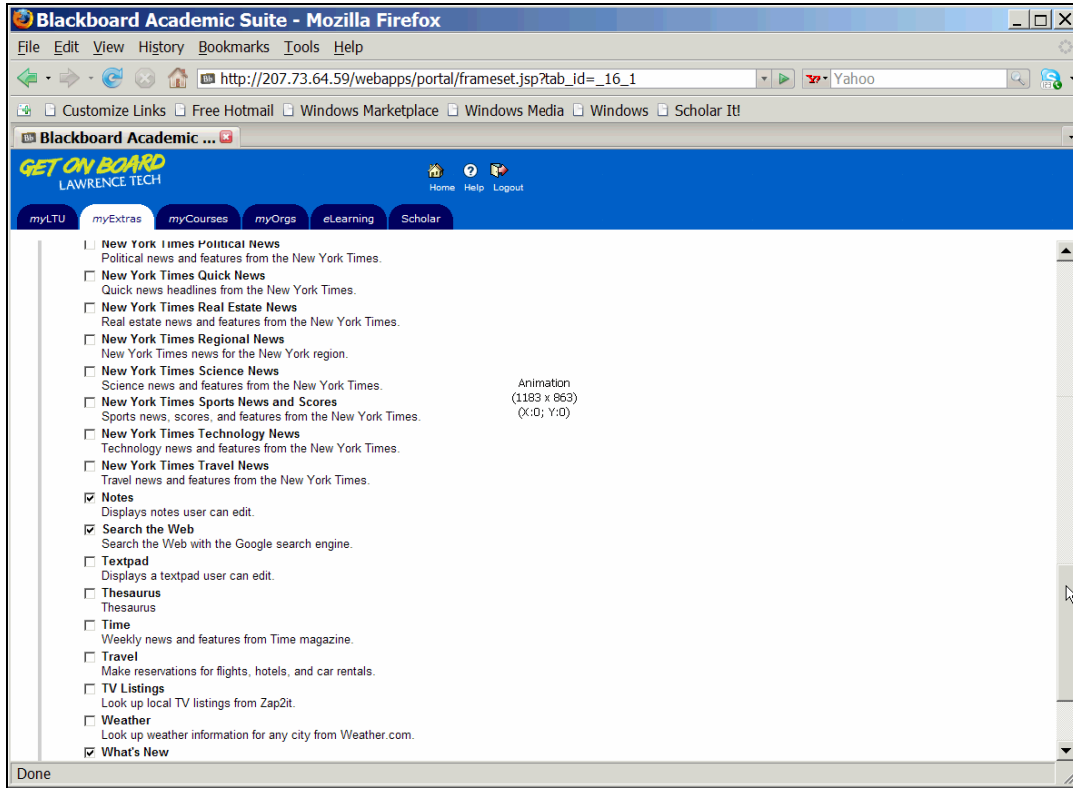 Blackboard Academic Suite - Mozilla Firefox
File Edit View History Bookmarks Tools Help
http://207.73.64.59/webapps/portal/frameset.jsp?tab_id=_16_1 Yahoo
Customize Links Free Hotmail Windows Marketplace Windows Media Windows Scholar It!
Blackboard Academic ...
GET ON BOARD
LAWRENCE TECH
Home Help Logout
myLTU myExtras myCourses myOrgs eLearning Scholar
New York Times Political News
Political news and features from the New York Times.
New York Times Quick News
Quick news headlines from the New York Times.
New York Times Real Estate News
Real estate news and features from the New York Times.
New York Times Regional News
New York Times news for the New York region.
New York Times Science News
Science news and features from the New York Times.
New York Times Sports News and Scores
Sports news, scores, and features from the New York Times.
New York Times Technology News
Technology news and features from the New York Times.
New York Times Travel News
Travel news and features from the New York Times.
Notes
Displays notes user can edit.
Search the Web
Search the Web with the Google search engine.
Textpad
Displays a textpad user can edit.
Thesaurus
Thesaurus
Time
Weekly news and features from Time magazine.
Travel
Make reservations for flights, hotels, and car rentals.
TV Listings
Look up local TV listings from Zap2it.
Weather
Look up weather information for any city from Weather.com.
What's New
Animation
(1183 x 863)
(X:0; Y:0)
Done